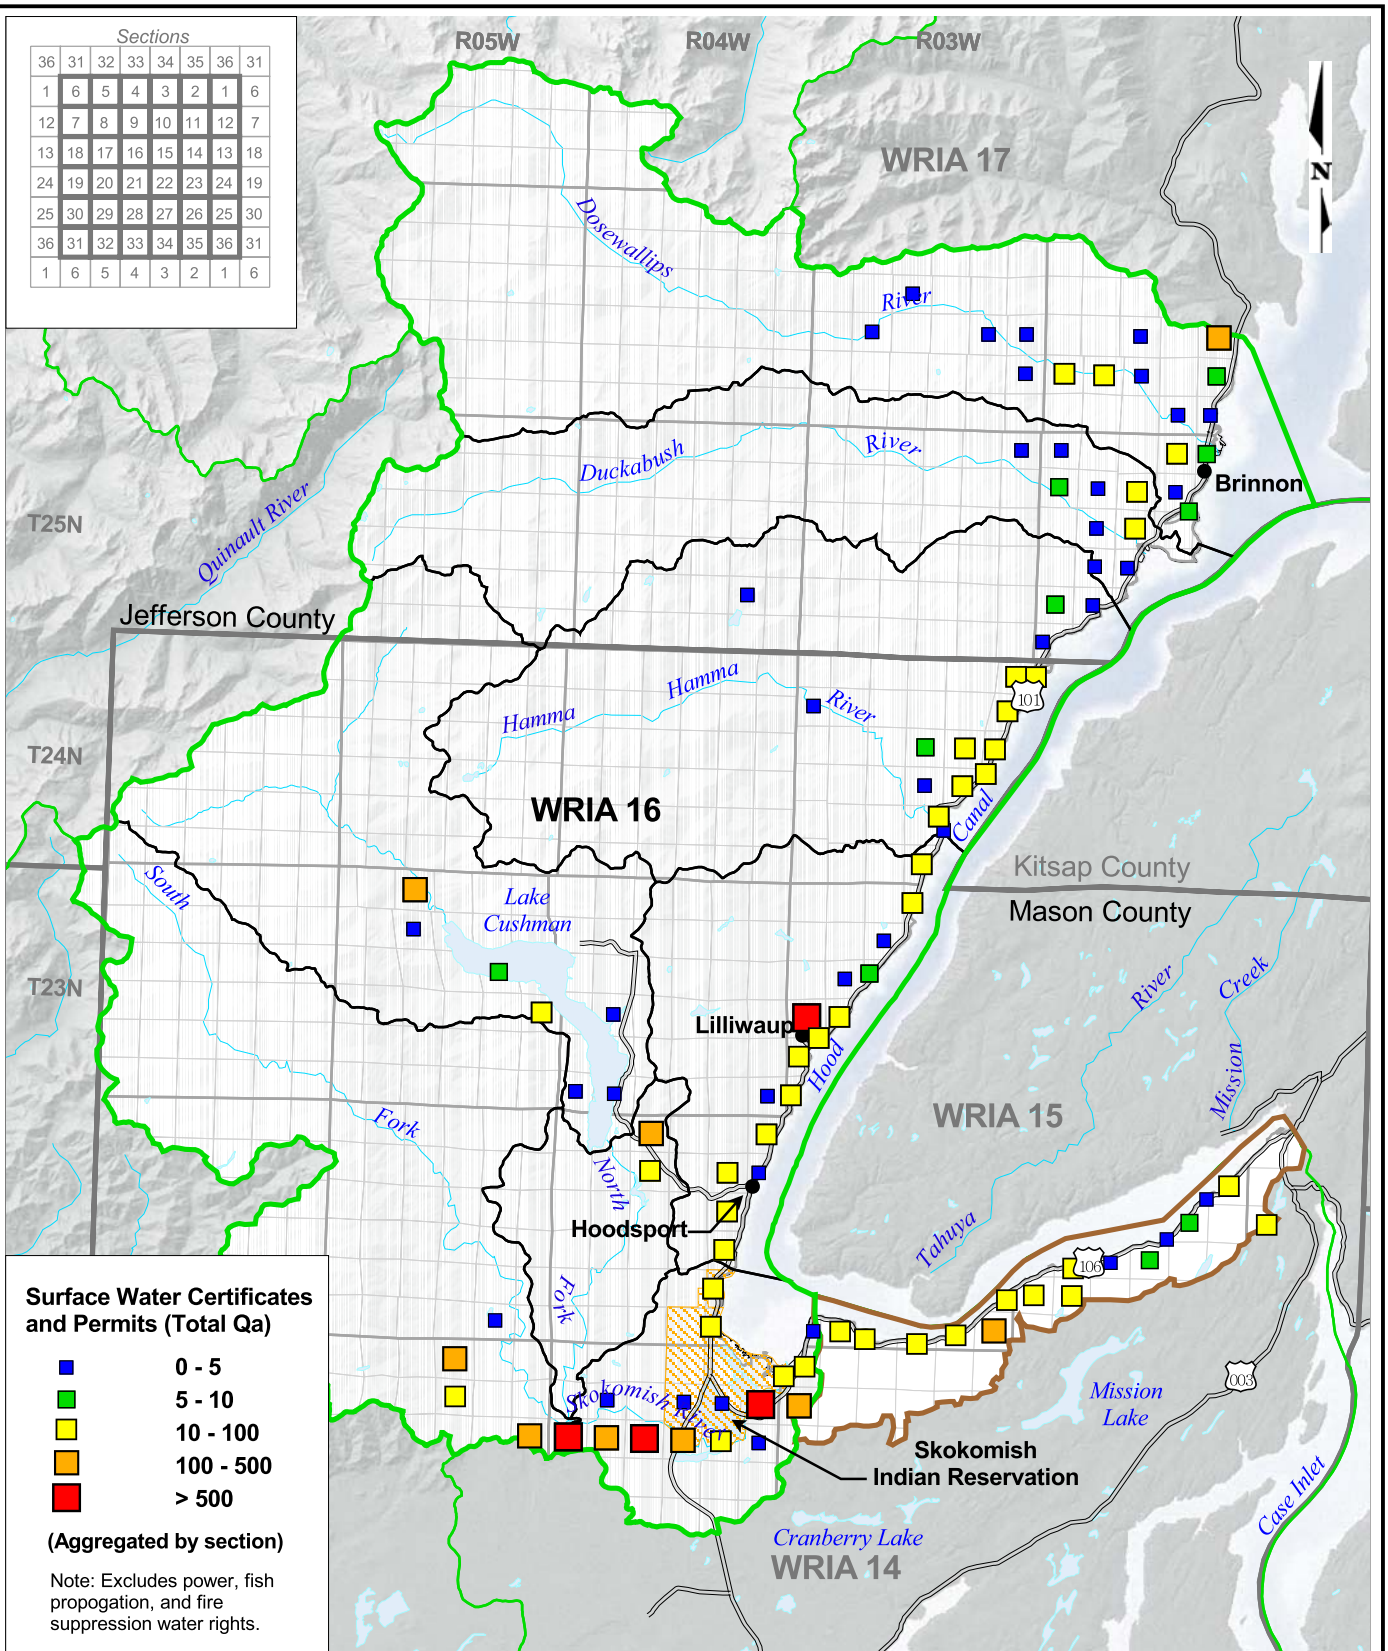 Sections
36 31 32 33 34 35 36 31
1 6 5 4 3 2 1 6
12 7 8 9 10 11 12 7
13 18 17 16 15 14 13 18
24 19 20 21 22 23 24 19
25 30 29 28 27 26 25 30
36 31 32 33 34 35 36 31
1 6 5 4 3 2 1 6
R05W
R04W
R03W
WRIA 17
N
Dosewallips
River
Duckabush
River
Brinnon
T25N
Quinault River
Jefferson County
Hamma
Hamma
River
101
T24N
WRIA 16
Canal
Kitsap County
Mason County
South
Lake
Cushman
T23N
River
Creek
Lilliwaup
Hood
Mission
WRIA 15
Fork
North
Hoodsport
Tahuya
106
Fork
Surface Water Certificates
and Permits (Total Qa)
0 - 5
5 - 10
10 - 100
100 - 500
> 500
(Aggregated by section)
Note: Excludes power, fish
propogation, and fire
suppression water rights.
Skokomish River
003
Mission
Lake
Skokomish
Indian Reservation
Case Inlet
Cranberry Lake
WRIA 14